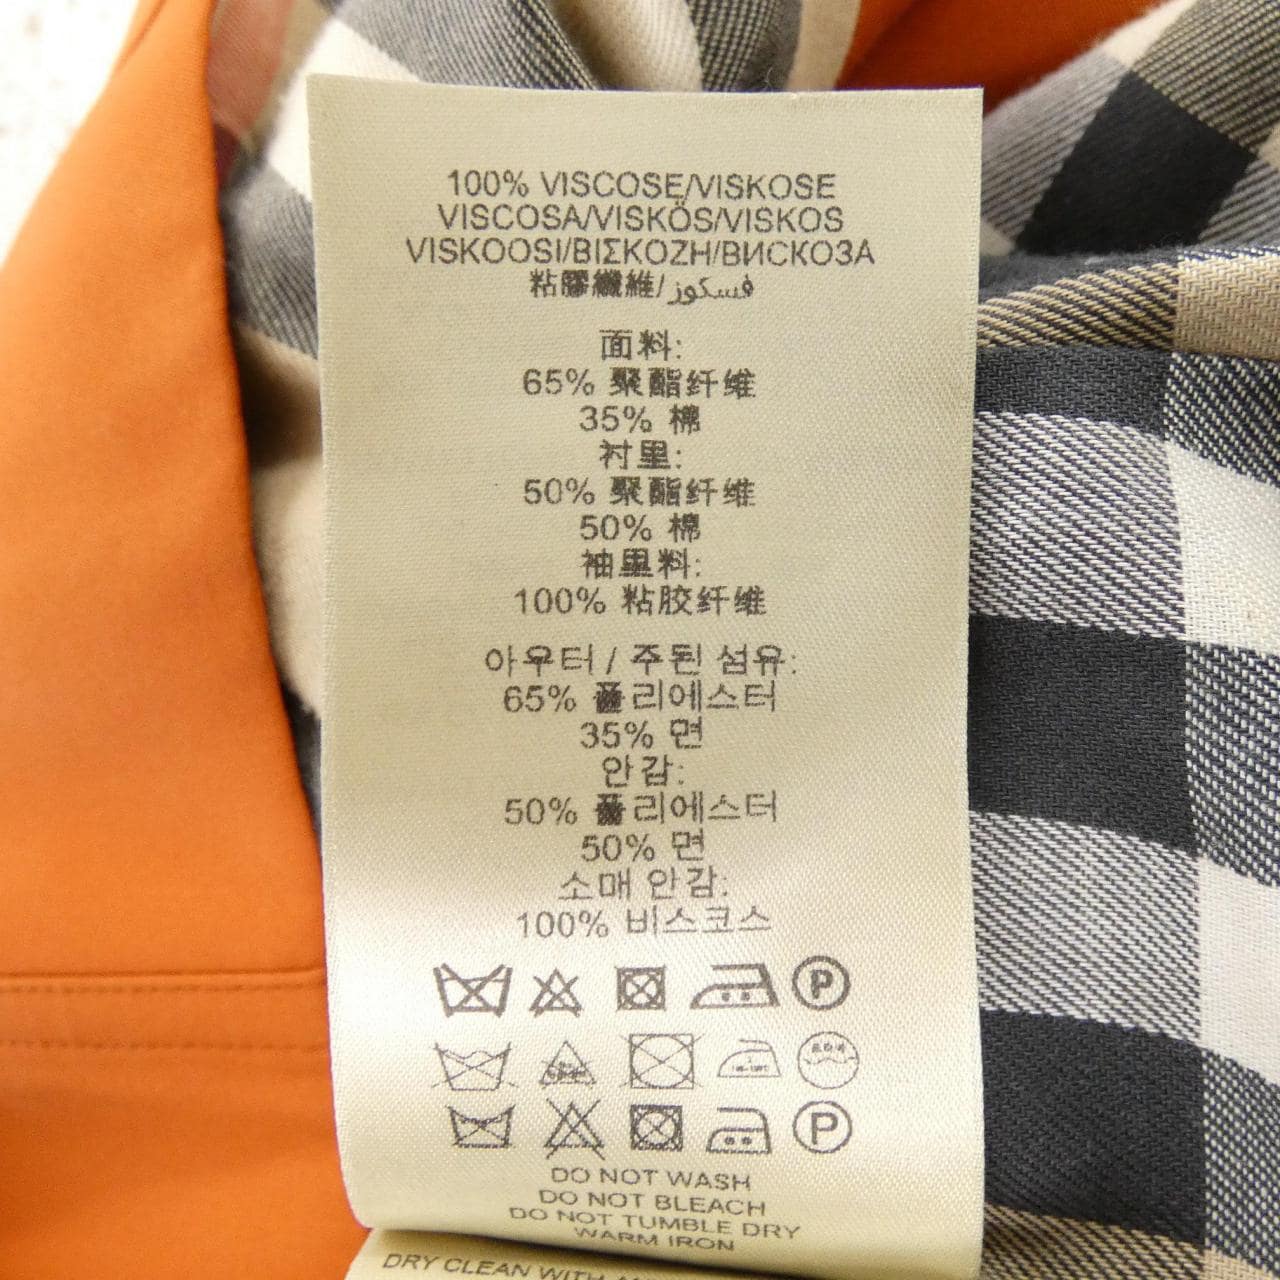 100% VISCOSE/VISKOSE
VISCOSA/VISKÓS/VISKOS
VISKOOSI/ΒΙΣΚΟΖΗ/ВИСКОЗА
粘膠纖維/فسكوز
面料:
65% 聚酯纤维
35% 棉
衬里:
50% 聚酯纤维
50% 棉
袖里料:
100% 粘胶纤维
아우터 / 주된 섬유:
65% 폴리에스터
35% 면
안감:
50% 폴리에스터
50% 면
소매 안감:
100% 비스코스
P
P
DO NOT WASH
DO NOT BLEACH
DO NOT TUMBLE DRY
WARM IRON
DRY CLEAN WITH